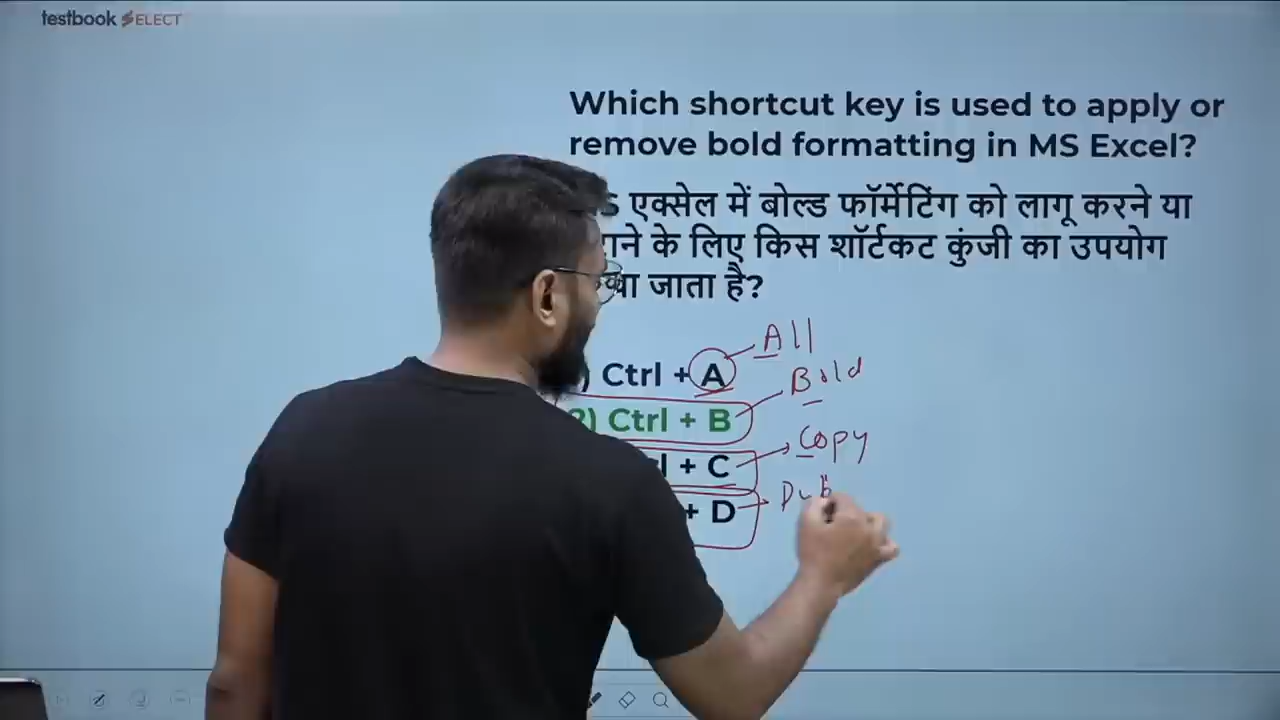 testbook SELECT
Which shortcut key is used to apply or
remove bold formatting in MS Excel?
एक्सेल में बोल्ड फॉर्मेटिंग को लागू करने या
के लिए किस शॉर्टकट कुंजी का उपयोग
जाता है?
All
) Ctrl + A
Bold
2) Ctrl + B
Copy
+ C
+ D